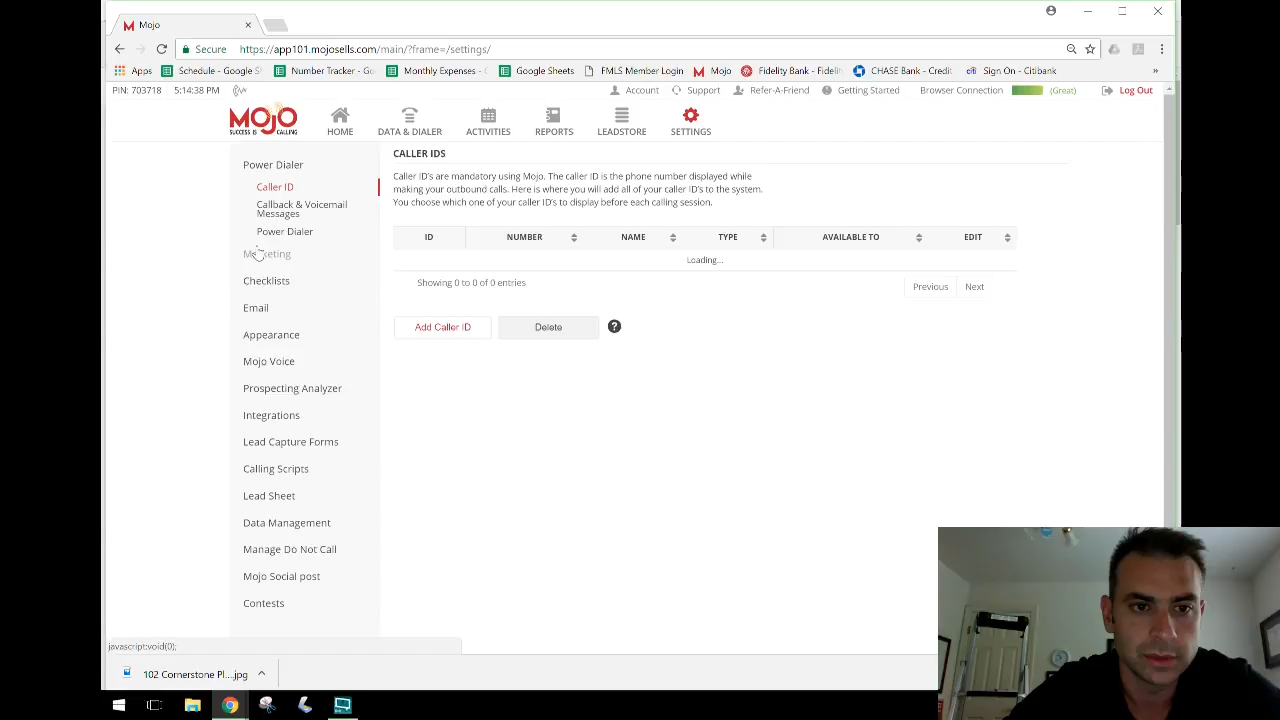 Mojo
Secure
https://app101.mojosells.com/main/?frame=/settings/
Apps
Schedule - Google S
Number Tracker - Go
Monthly Expenses - G
Google Sheets
FMLS Member Login
Mojo
Fidelity Bank - Fideli
CHASE Bank - Credit
citi
Sign On - Citibank
PIN: 703718
5:14:38 PM
Account
Support
Refer-A-Friend
Getting Started
Browser Connection
(Great)
Log Out
MOJO
SUCCESS IS CALLING
HOME
DATA & DIALER
ACTIVITIES
REPORTS
LEADSTORE
SETTINGS
Power Dialer
Caller ID
Callback & Voicemail
Messages
Power Dialer
Marketing
Checklists
Email
Appearance
Mojo Voice
Prospecting Analyzer
Integrations
Lead Capture Forms
Calling Scripts
Lead Sheet
Data Management
Manage Do Not Call
Mojo Social post
Contests
CALLER IDS
Caller ID's are mandatory using Mojo. The caller ID is the phone number displayed while
making your outbound calls. Here is where you will add all of your caller ID's to the system.
You choose which one of your caller ID's to display before each calling session.
ID
NUMBER
NAME
TYPE
AVAILABLE TO
EDIT
Loading...
Showing 0 to 0 of 0 entries
Previous
Next
Add Caller ID
Delete
?
javascript:void(0);
102 Cornerstone Pl....jpg